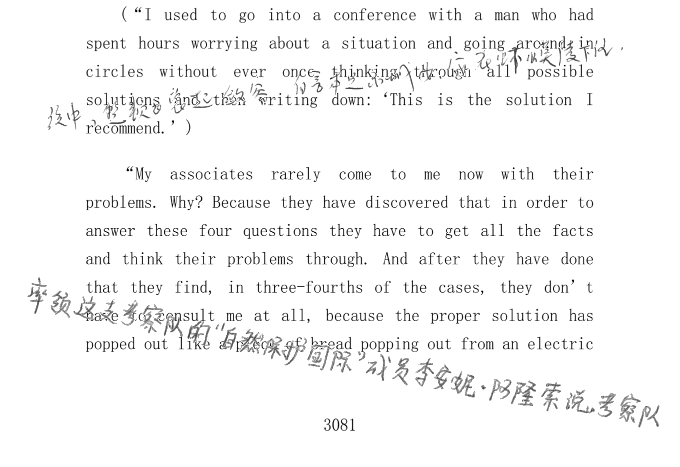 (“I used to go into a conference with a man who had
spent hours worrying about a situation and going around in
circles without ever once thinking through all possible
solutions and then writing down: ‘This is the solution I
recommend.’)
“My associates rarely come to me now with their
problems. Why? Because they have discovered that in order to
answer these four questions they have to get all the facts
and think their problems through. And after they have done
that they find, in three-fourths of the cases, they don’t
have to consult me at all, because the proper solution has
popped out like a piece of bread popping out from an electric
率领这支考察队的“自然保护国际”成员李安妮·阿隆索说,考察队
3081